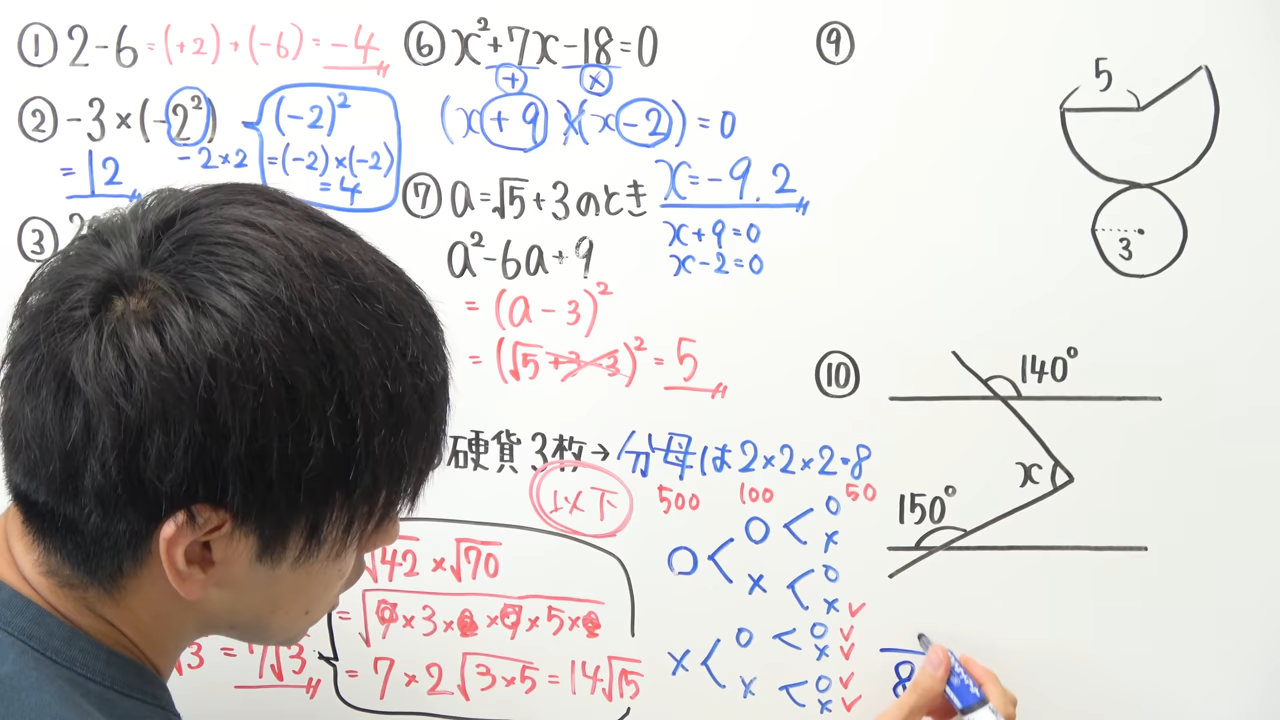 ① 2-6=(+2)+(-6)=-4
② -3×(-2²)
=12
-2×2
(-2)²
=(-2)×(-2)
=4
③
⑥ x²+7x-18=0
+ ×
(x+9)(x-2)=0
x=-9.2
x+9=0
x-2=0
⑦ a=√5+3のとき
a²-6a+9
=(a-3)²
=(√5+3-3)²=5
硬貨3枚→分母は2×2×2=8
以下
500 100 50
○<○<○
×
×<○
× ✓
×<○<○ ✓
× ✓
×<○ ✓
× ✓
8
√42×√70
=√7×3×2×7×5×2
=7×2√3×5=14√15
√3=7√3
⑨
5
3
⑩
140°
x
150°